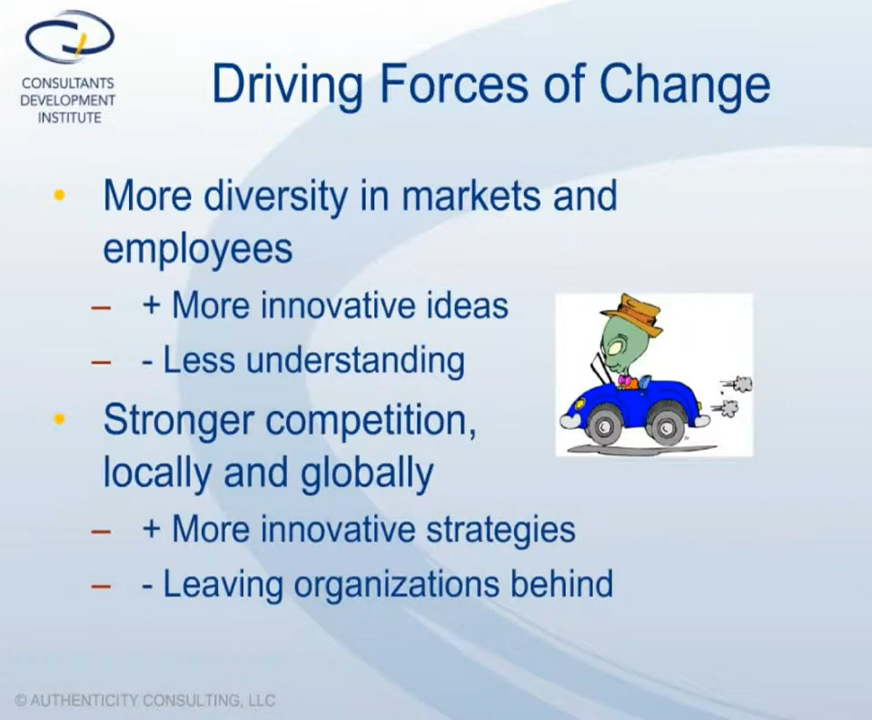 CONSULTANTS
DEVELOPMENT
INSTITUTE
Driving Forces of Change
• More diversity in markets and
employees
– + More innovative ideas
– - Less understanding
• Stronger competition,
locally and globally
– + More innovative strategies
– - Leaving organizations behind
© AUTHENTICITY CONSULTING, LLC